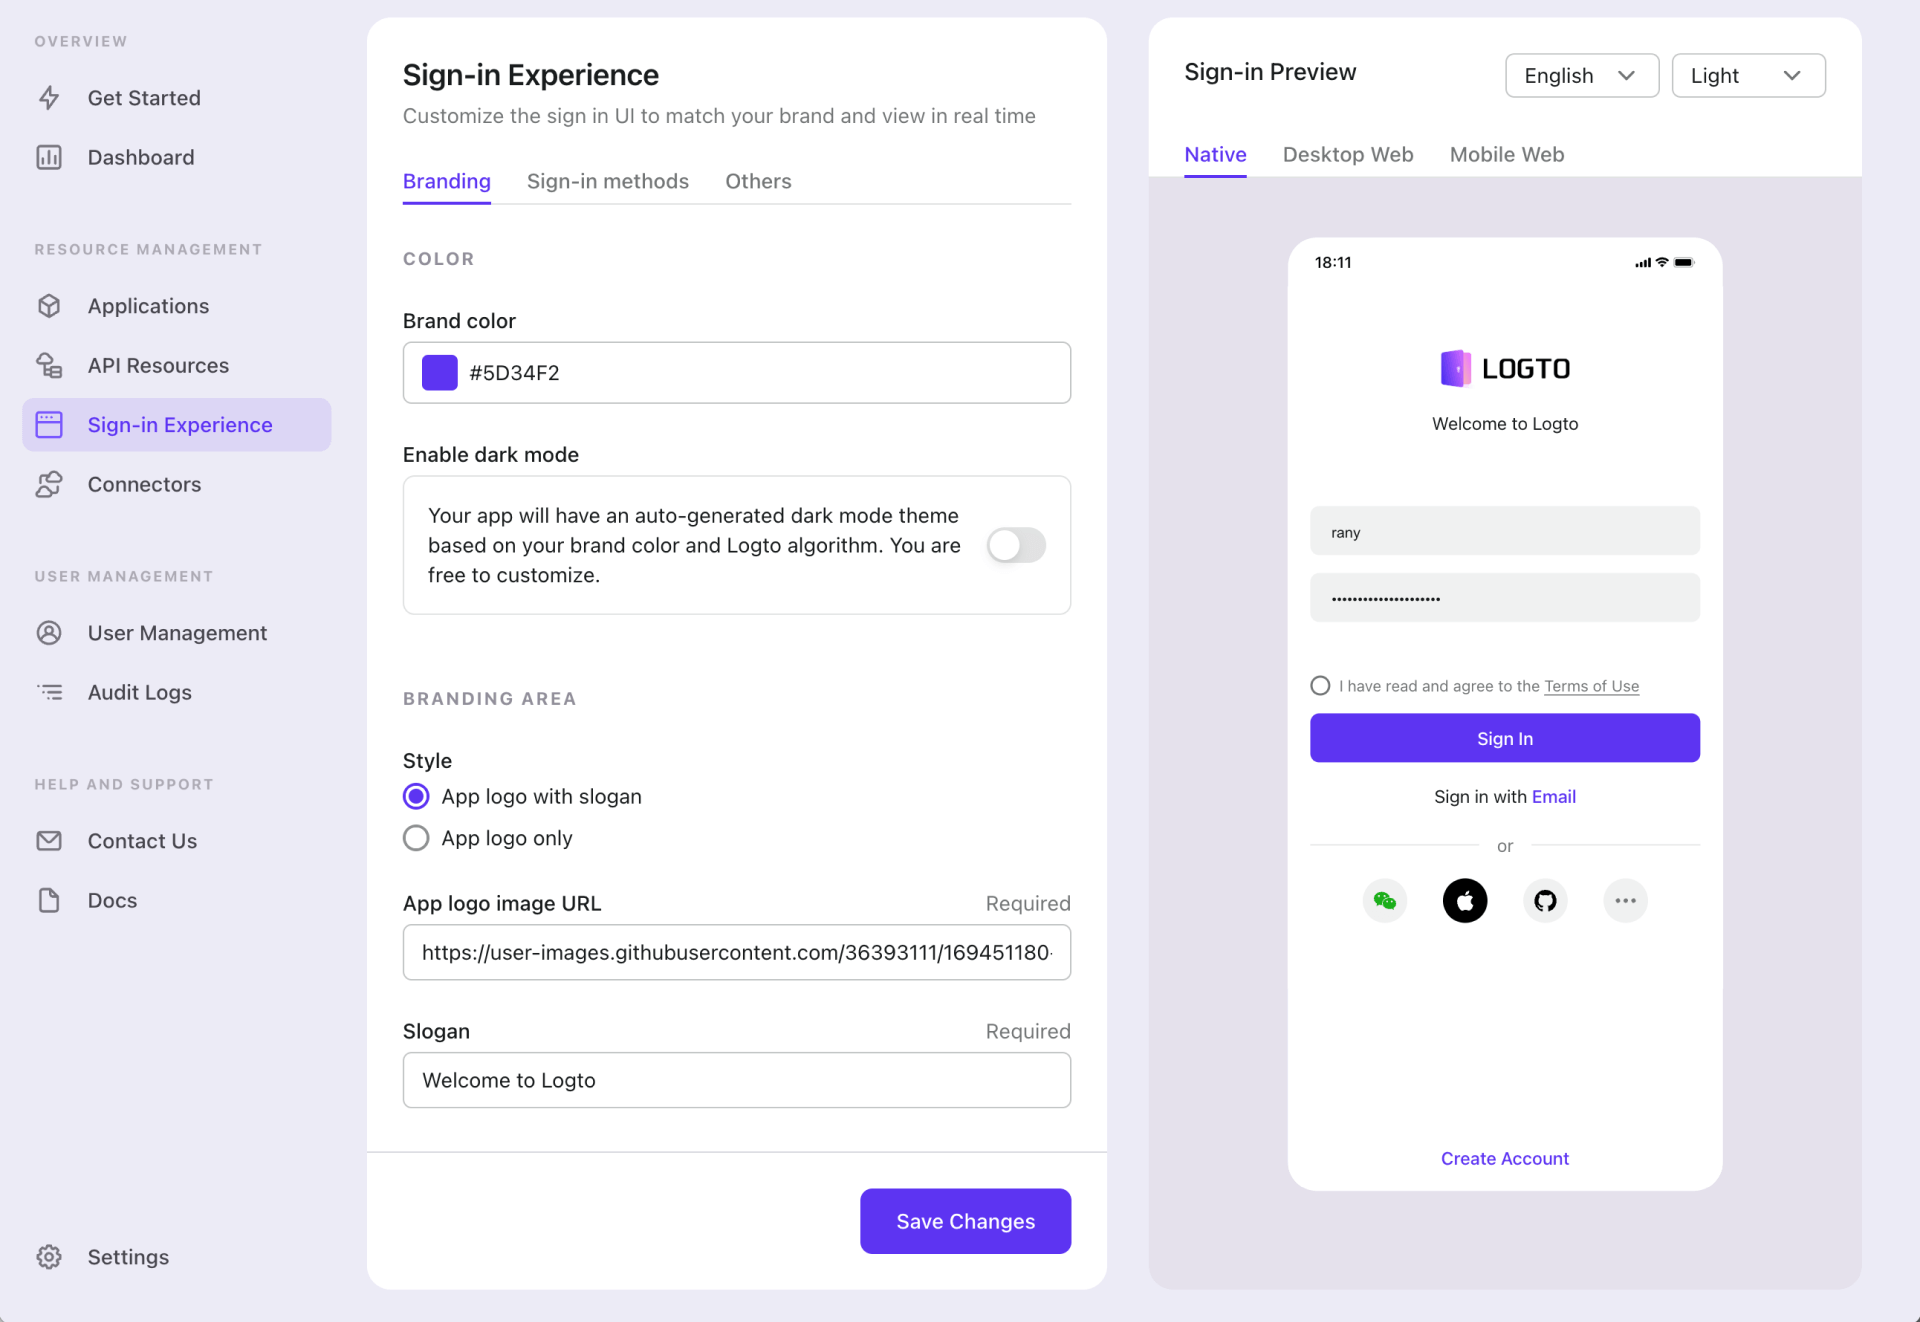 OVERVIEW
Get Started
Dashboard
RESOURCE MANAGEMENT
Applications
API Resources
Sign-in Experience
Connectors
USER MANAGEMENT
User Management
Audit Logs
HELP AND SUPPORT
Contact Us
Docs
Settings
Sign-in Experience
Customize the sign in UI to match your brand and view in real time
Branding Sign-in methods Others
COLOR
Brand color
#5D34F2
Enable dark mode
Your app will have an auto-generated dark mode theme
based on your brand color and Logto algorithm. You are
free to customize.
BRANDING AREA
Style
App logo with slogan
App logo only
App logo image URL Required
https://user-images.githubusercontent.com/36393111/169451180-
Slogan Required
Welcome to Logto
Save Changes
Sign-in Preview English Light
Native Desktop Web Mobile Web
18:11
LOGTO
Welcome to Logto
rany
•••••••••••••••••••••
I have read and agree to the Terms of Use
Sign In
Sign in with Email
or
Create Account